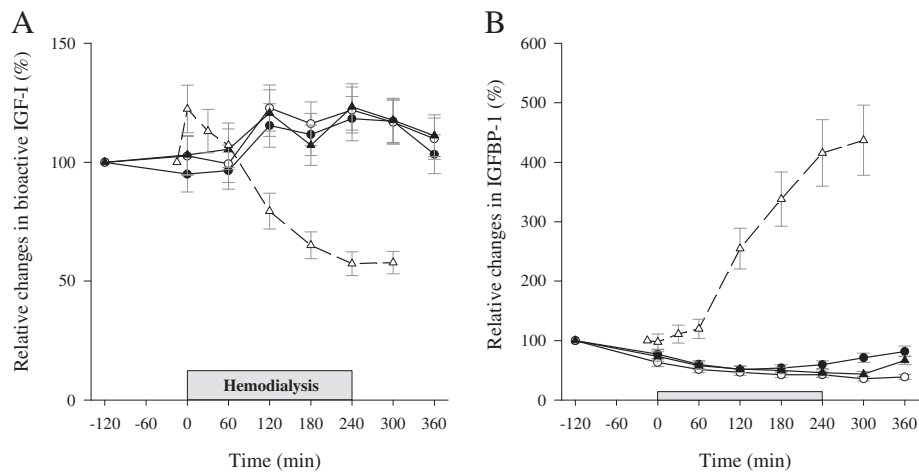 A
Relative changes in bioactive IGF-I (%)
150
100
50
0
Hemodialysis
-120 -60 0 60 120 180 240 300 360
Time (min)
B
Relative changes in IGFBP-1 (%)
600
500
400
300
200
100
0
-120 -60 0 60 120 180 240 300 360
Time (min)